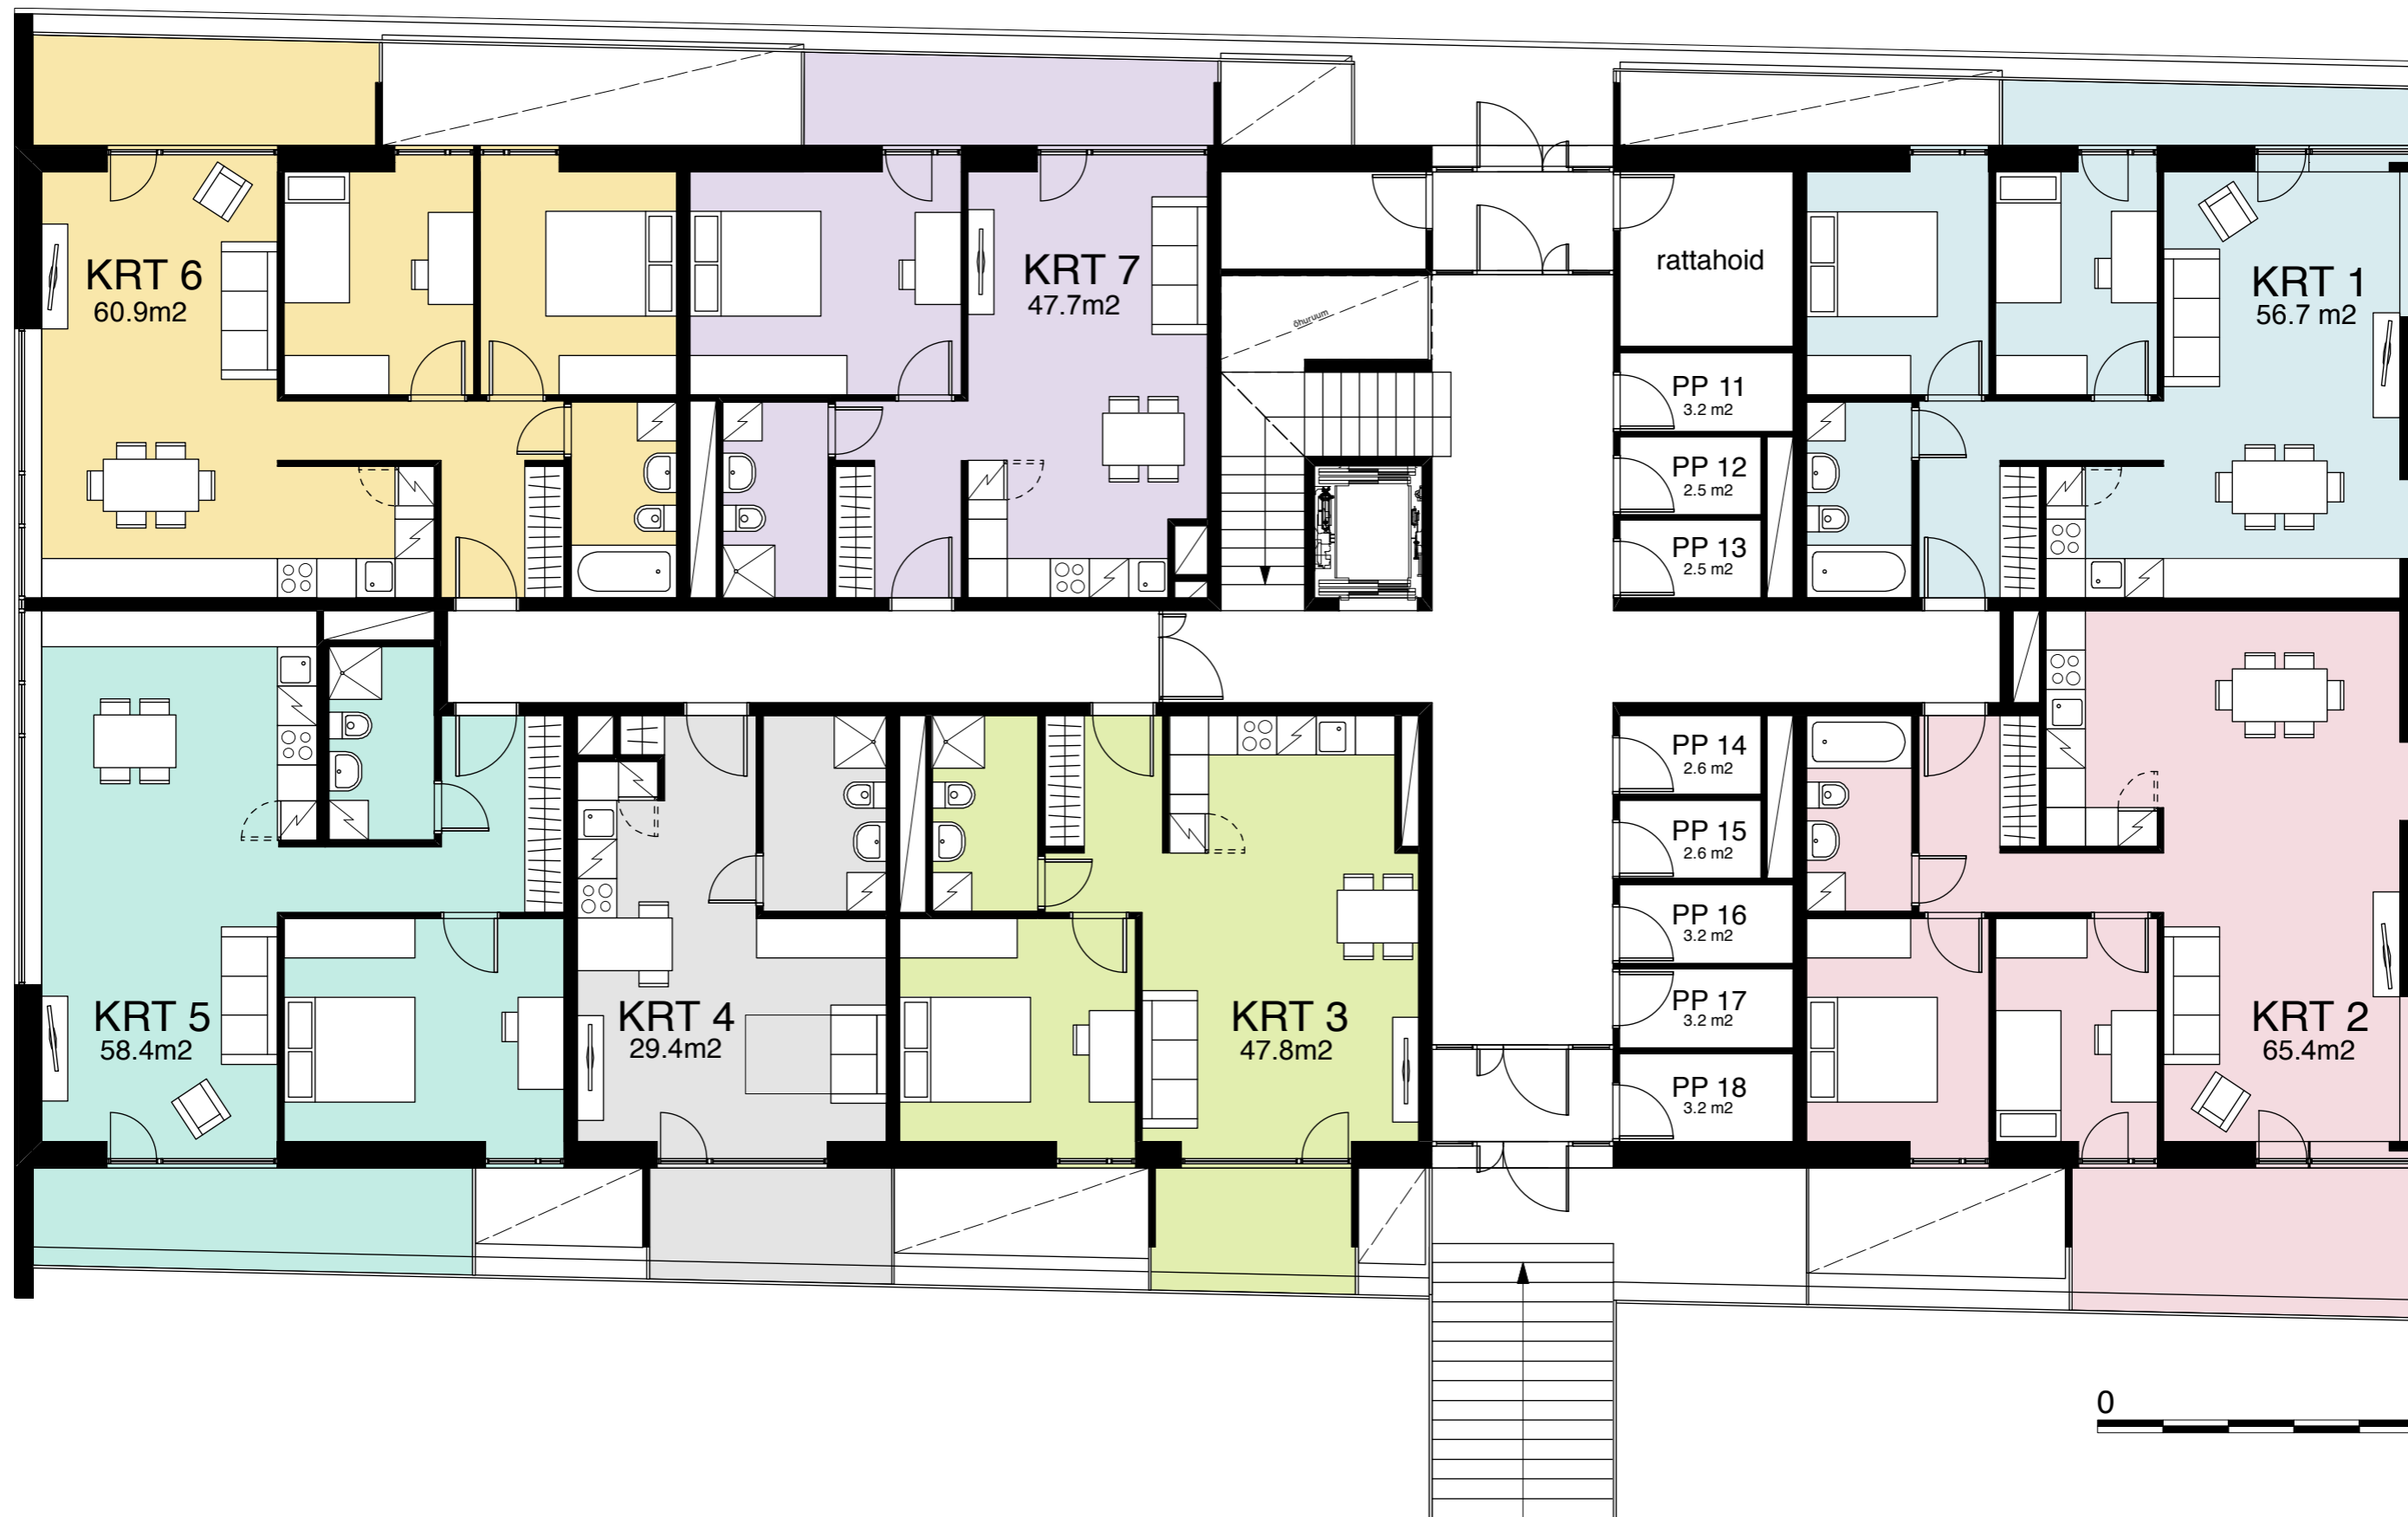 KRT 6
60.9m2
KRT 7
47.7m2
õhuruum
rattahoid
KRT 1
56.7 m2
PP 11
3.2 m2
PP 12
2.5 m2
PP 13
2.5 m2
PP 14
2.6 m2
PP 15
2.6 m2
PP 16
3.2 m2
PP 17
3.2 m2
PP 18
3.2 m2
KRT 5
58.4m2
KRT 4
29.4m2
KRT 3
47.8m2
KRT 2
65.4m2
0